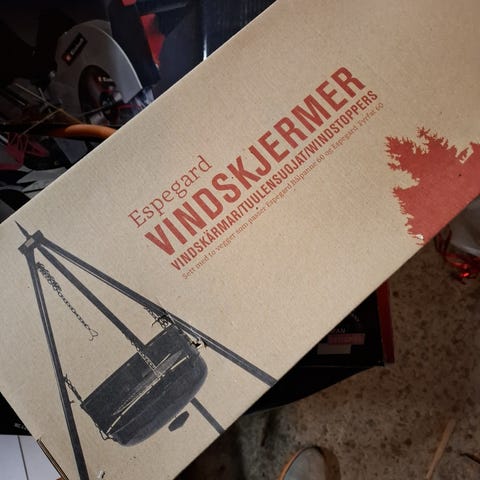 Espegard
VINDSKJERMER
VINDSKÄRMAR/TUULENSUOJAT/WINDSTOPPERS
Sett med to vegger som passer Espegard Bålpanne 60 og Espegard Fyrfat 60